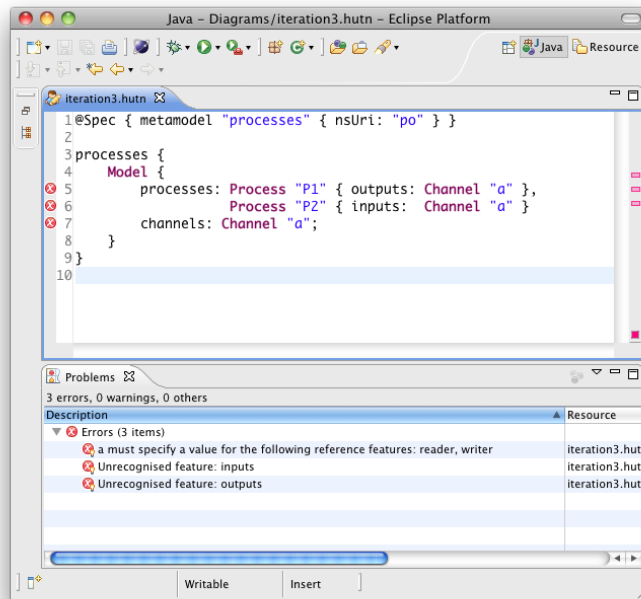 Java - Diagrams/iteration3.hutn - Eclipse Platform
Java
Resource
iteration3.hutn
1 @Spec { metamodel "processes" { nsUri: "po" } }
2
3 processes {
4     Model {
5         processes: Process "P1" { outputs: Channel "a" },
6                    Process "P2" { inputs:  Channel "a" }
7         channels: Channel "a";
8     }
9 }
10
Problems
3 errors, 0 warnings, 0 others
Description Resource
Errors (3 items)
a must specify a value for the following reference features: reader, writer iteration3.hut
Unrecognised feature: inputs iteration3.hut
Unrecognised feature: outputs iteration3.hut
Writable Insert